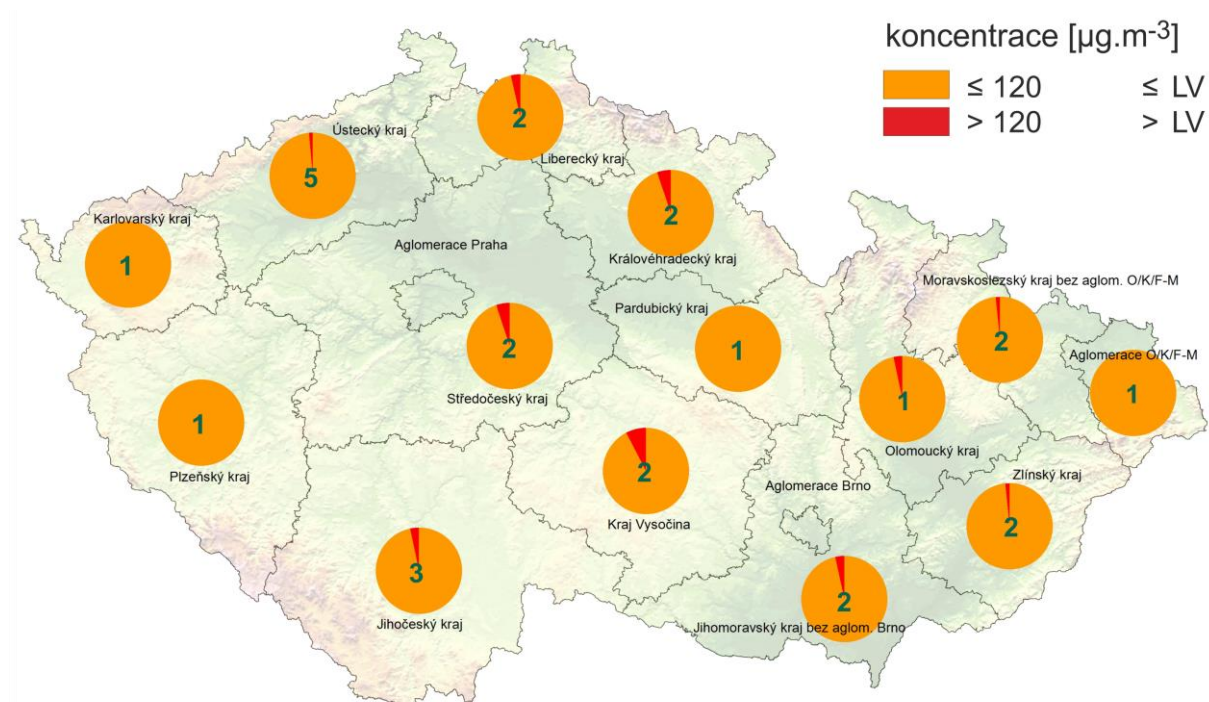 koncentrace [µg.m-3]
≤ 120 ≤ LV
> 120 > LV
2
Ústecký kraj
Liberecký kraj
5
2
Karlovarský kraj
Aglomerace Praha
Královéhradecký kraj
1
Moravskoslezský kraj bez aglom. O/K/F-M
Pardubický kraj
2
2
1
Aglomerace O/K/F-M
Středočeský kraj
1
1
1
Plzeňský kraj
Olomoucký kraj
2
Aglomerace Brno
Zlínský kraj
Kraj Vysočina
2
3
2
Jihočeský kraj
Jihomoravský kraj bez aglom. Brno